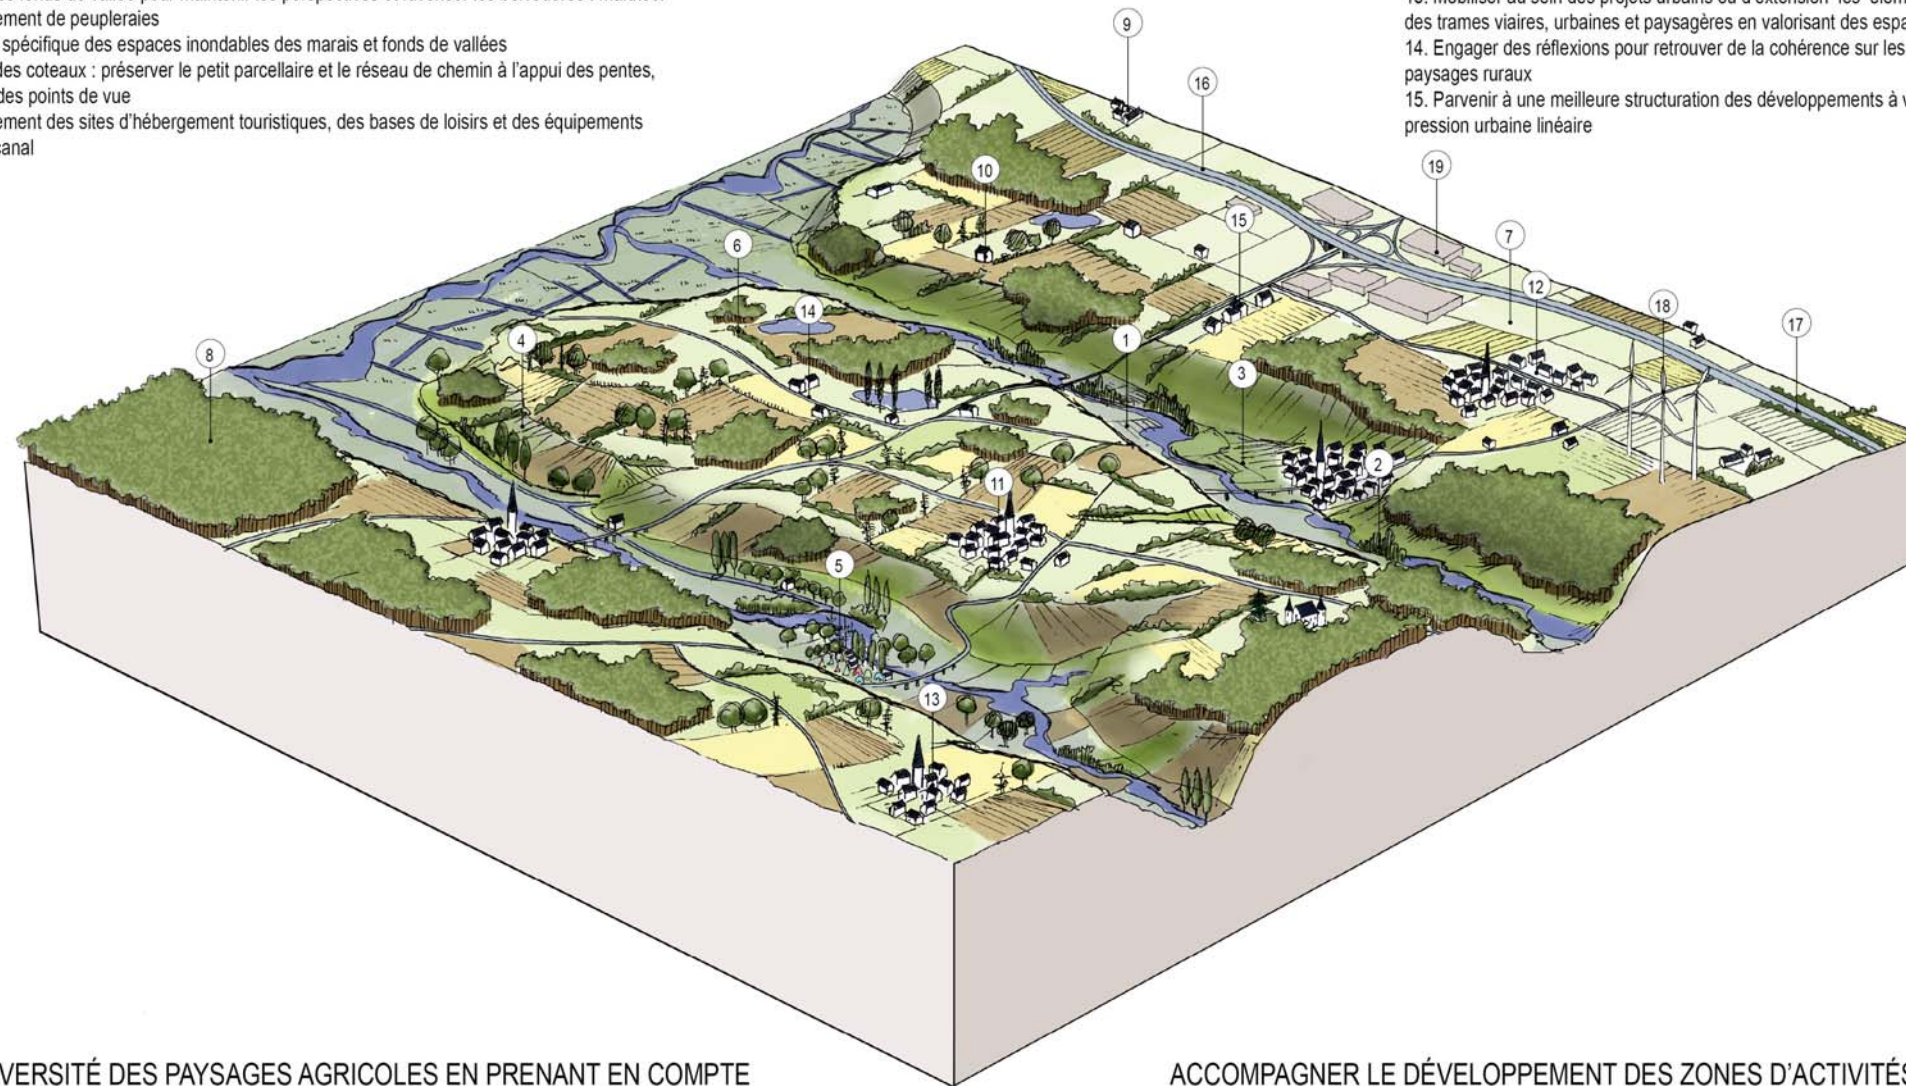 ement de peupleraies
spécifique des espaces inondables des marais et fonds de vallées
des coteaux : préserver le petit parcellaire et le réseau de chemin à l'appui des pentes,
des points de vue
ement des sites d'hébergement touristiques, des bases de loisirs et des équipements
canal
des trames viaires, urbaines et paysagères en valorisant des espa
14. Engager des réflexions pour retrouver de la cohérence sur les
paysages ruraux
15. Parvenir à une meilleure structuration des développements à v
pression urbaine linéaire
9
16
10
19
15
6
7
12
14
18
17
8
4
1
3
2
11
5
13
VERSITÉ DES PAYSAGES AGRICOLES EN PRENANT EN COMPTE
ACCOMPAGNER LE DÉVELOPPEMENT DES ZONES D'ACTIVITÉS